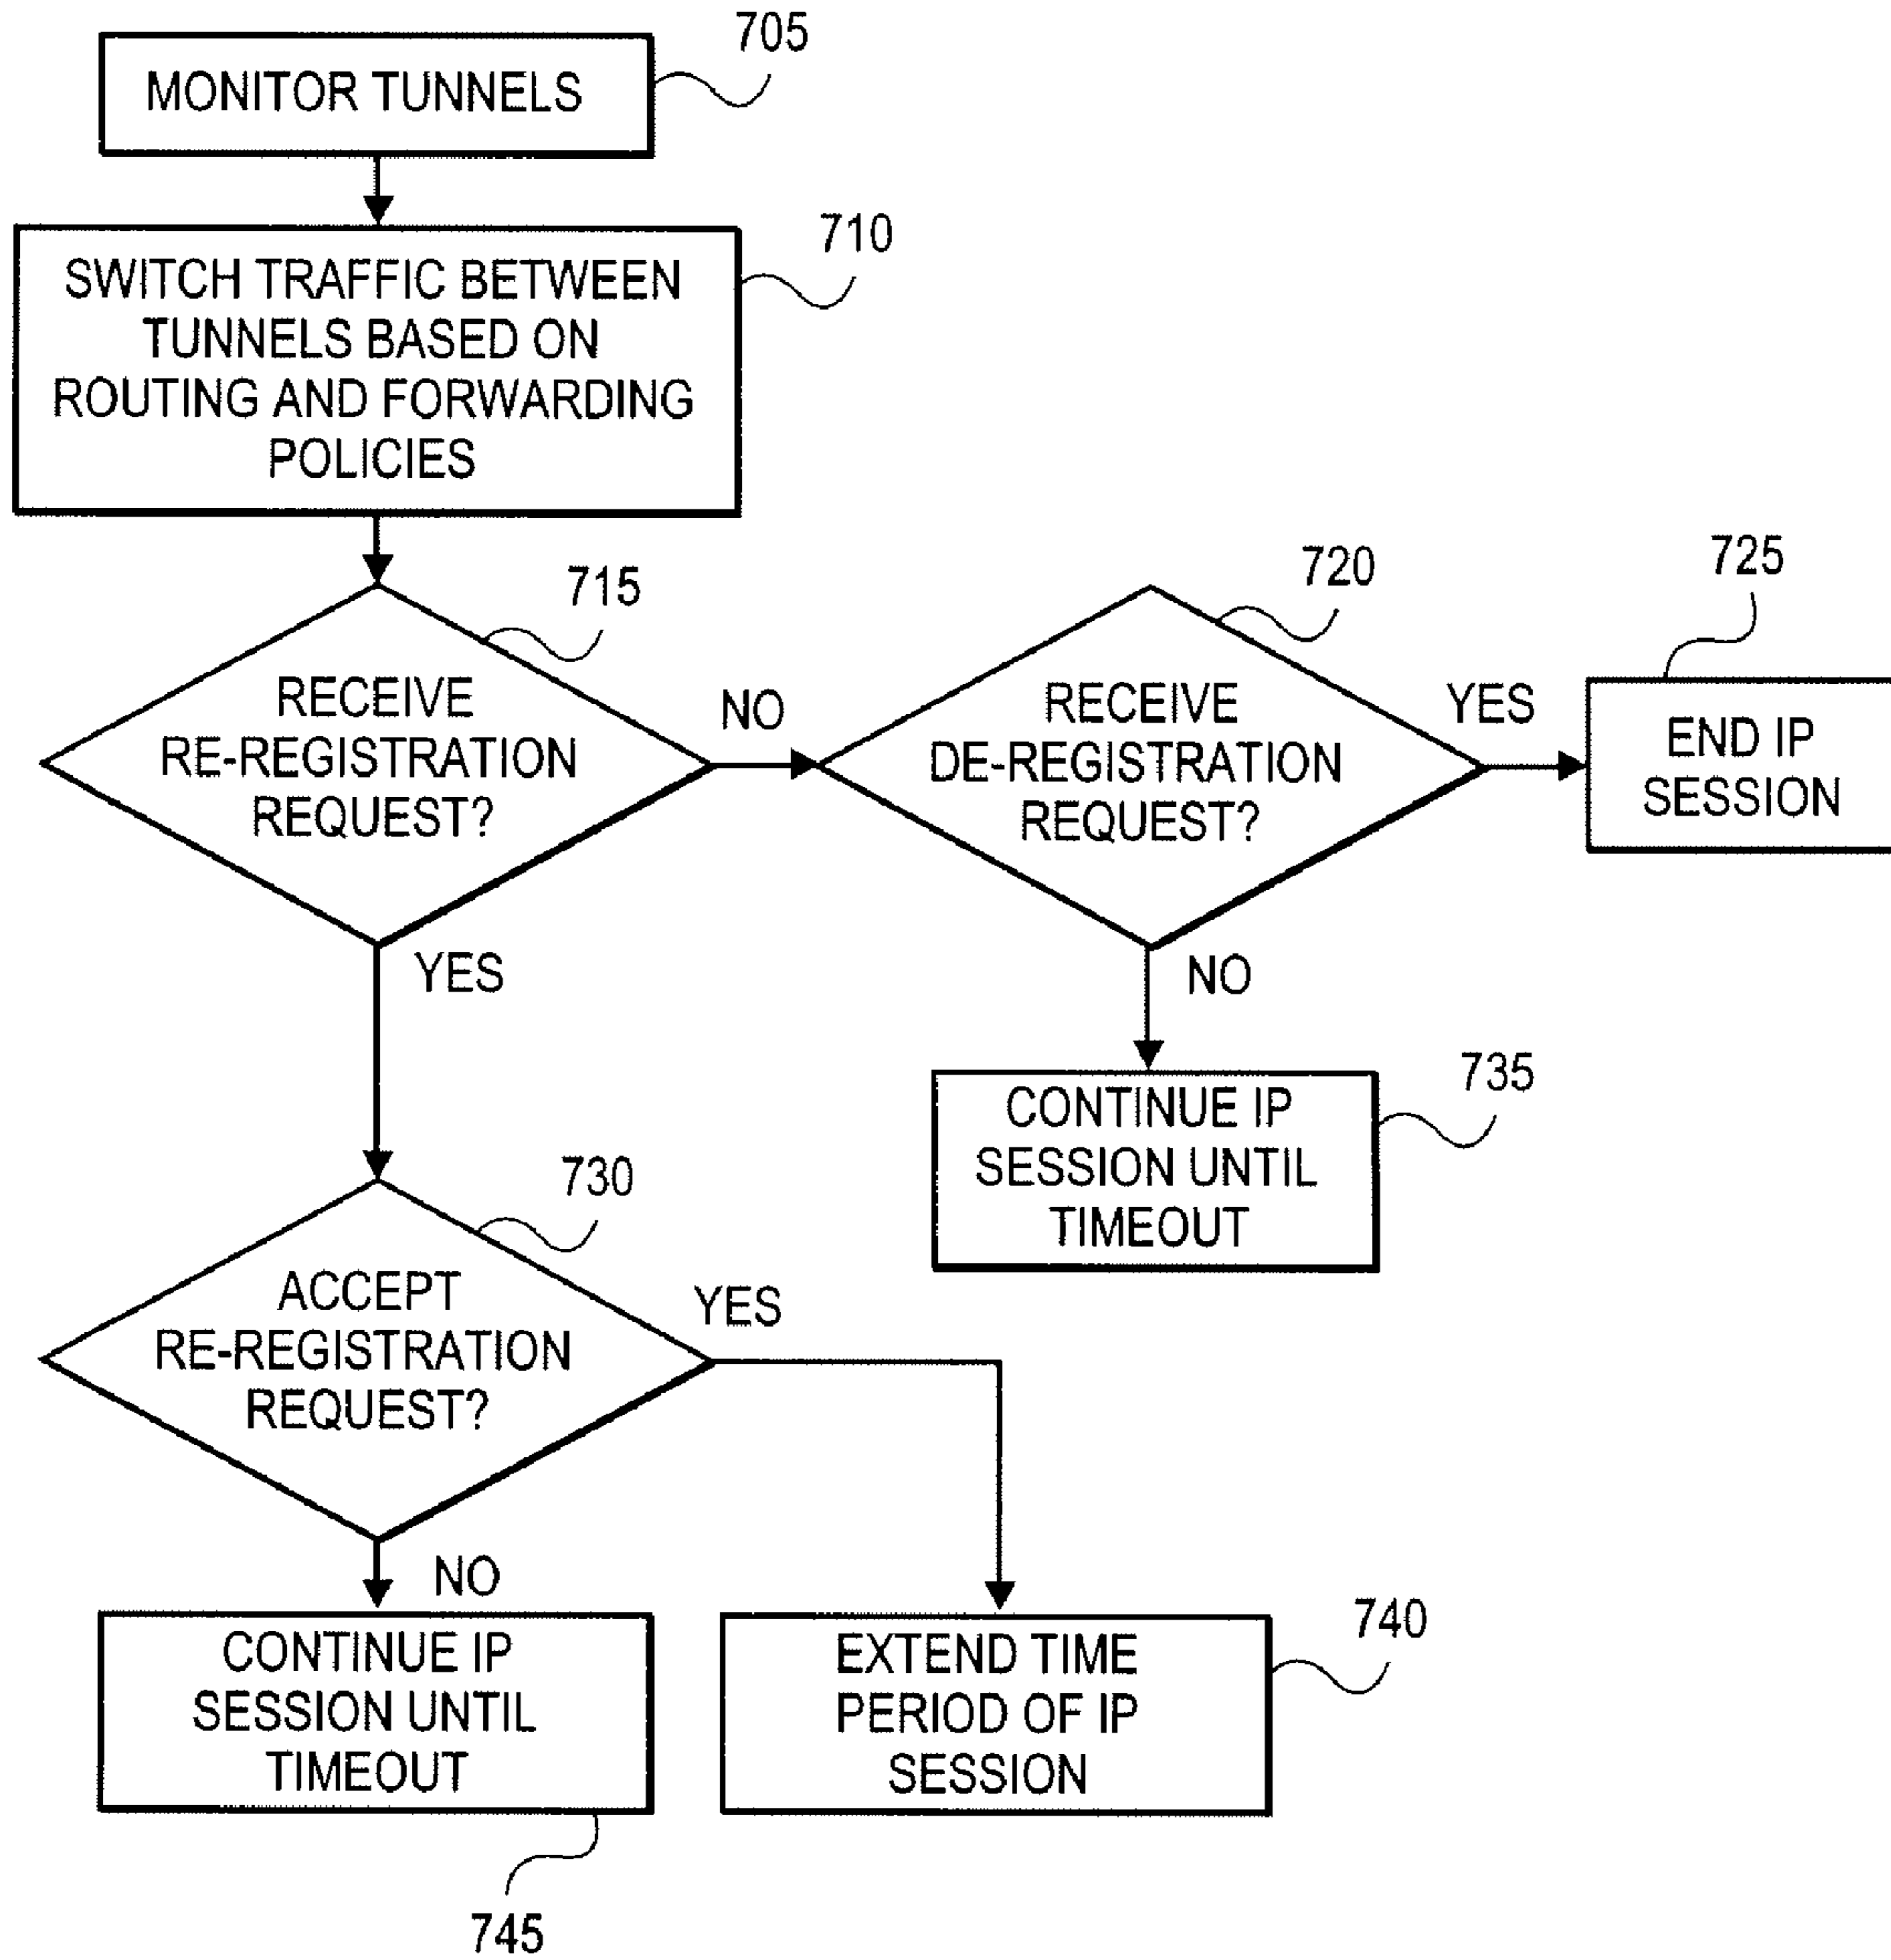 705
MONITOR TUNNELS
710
SWITCH TRAFFIC BETWEEN
TUNNELS BASED ON
ROUTING AND FORWARDING
POLICIES
715
RECEIVE
RE-REGISTRATION
REQUEST?
NO
720
RECEIVE
DE-REGISTRATION
REQUEST?
YES
725
END IP
SESSION
YES
NO
735
CONTINUE IP
SESSION UNTIL
TIMEOUT
730
ACCEPT
RE-REGISTRATION
REQUEST?
YES
NO
CONTINUE IP
SESSION UNTIL
TIMEOUT
745
740
EXTEND TIME
PERIOD OF IP
SESSION